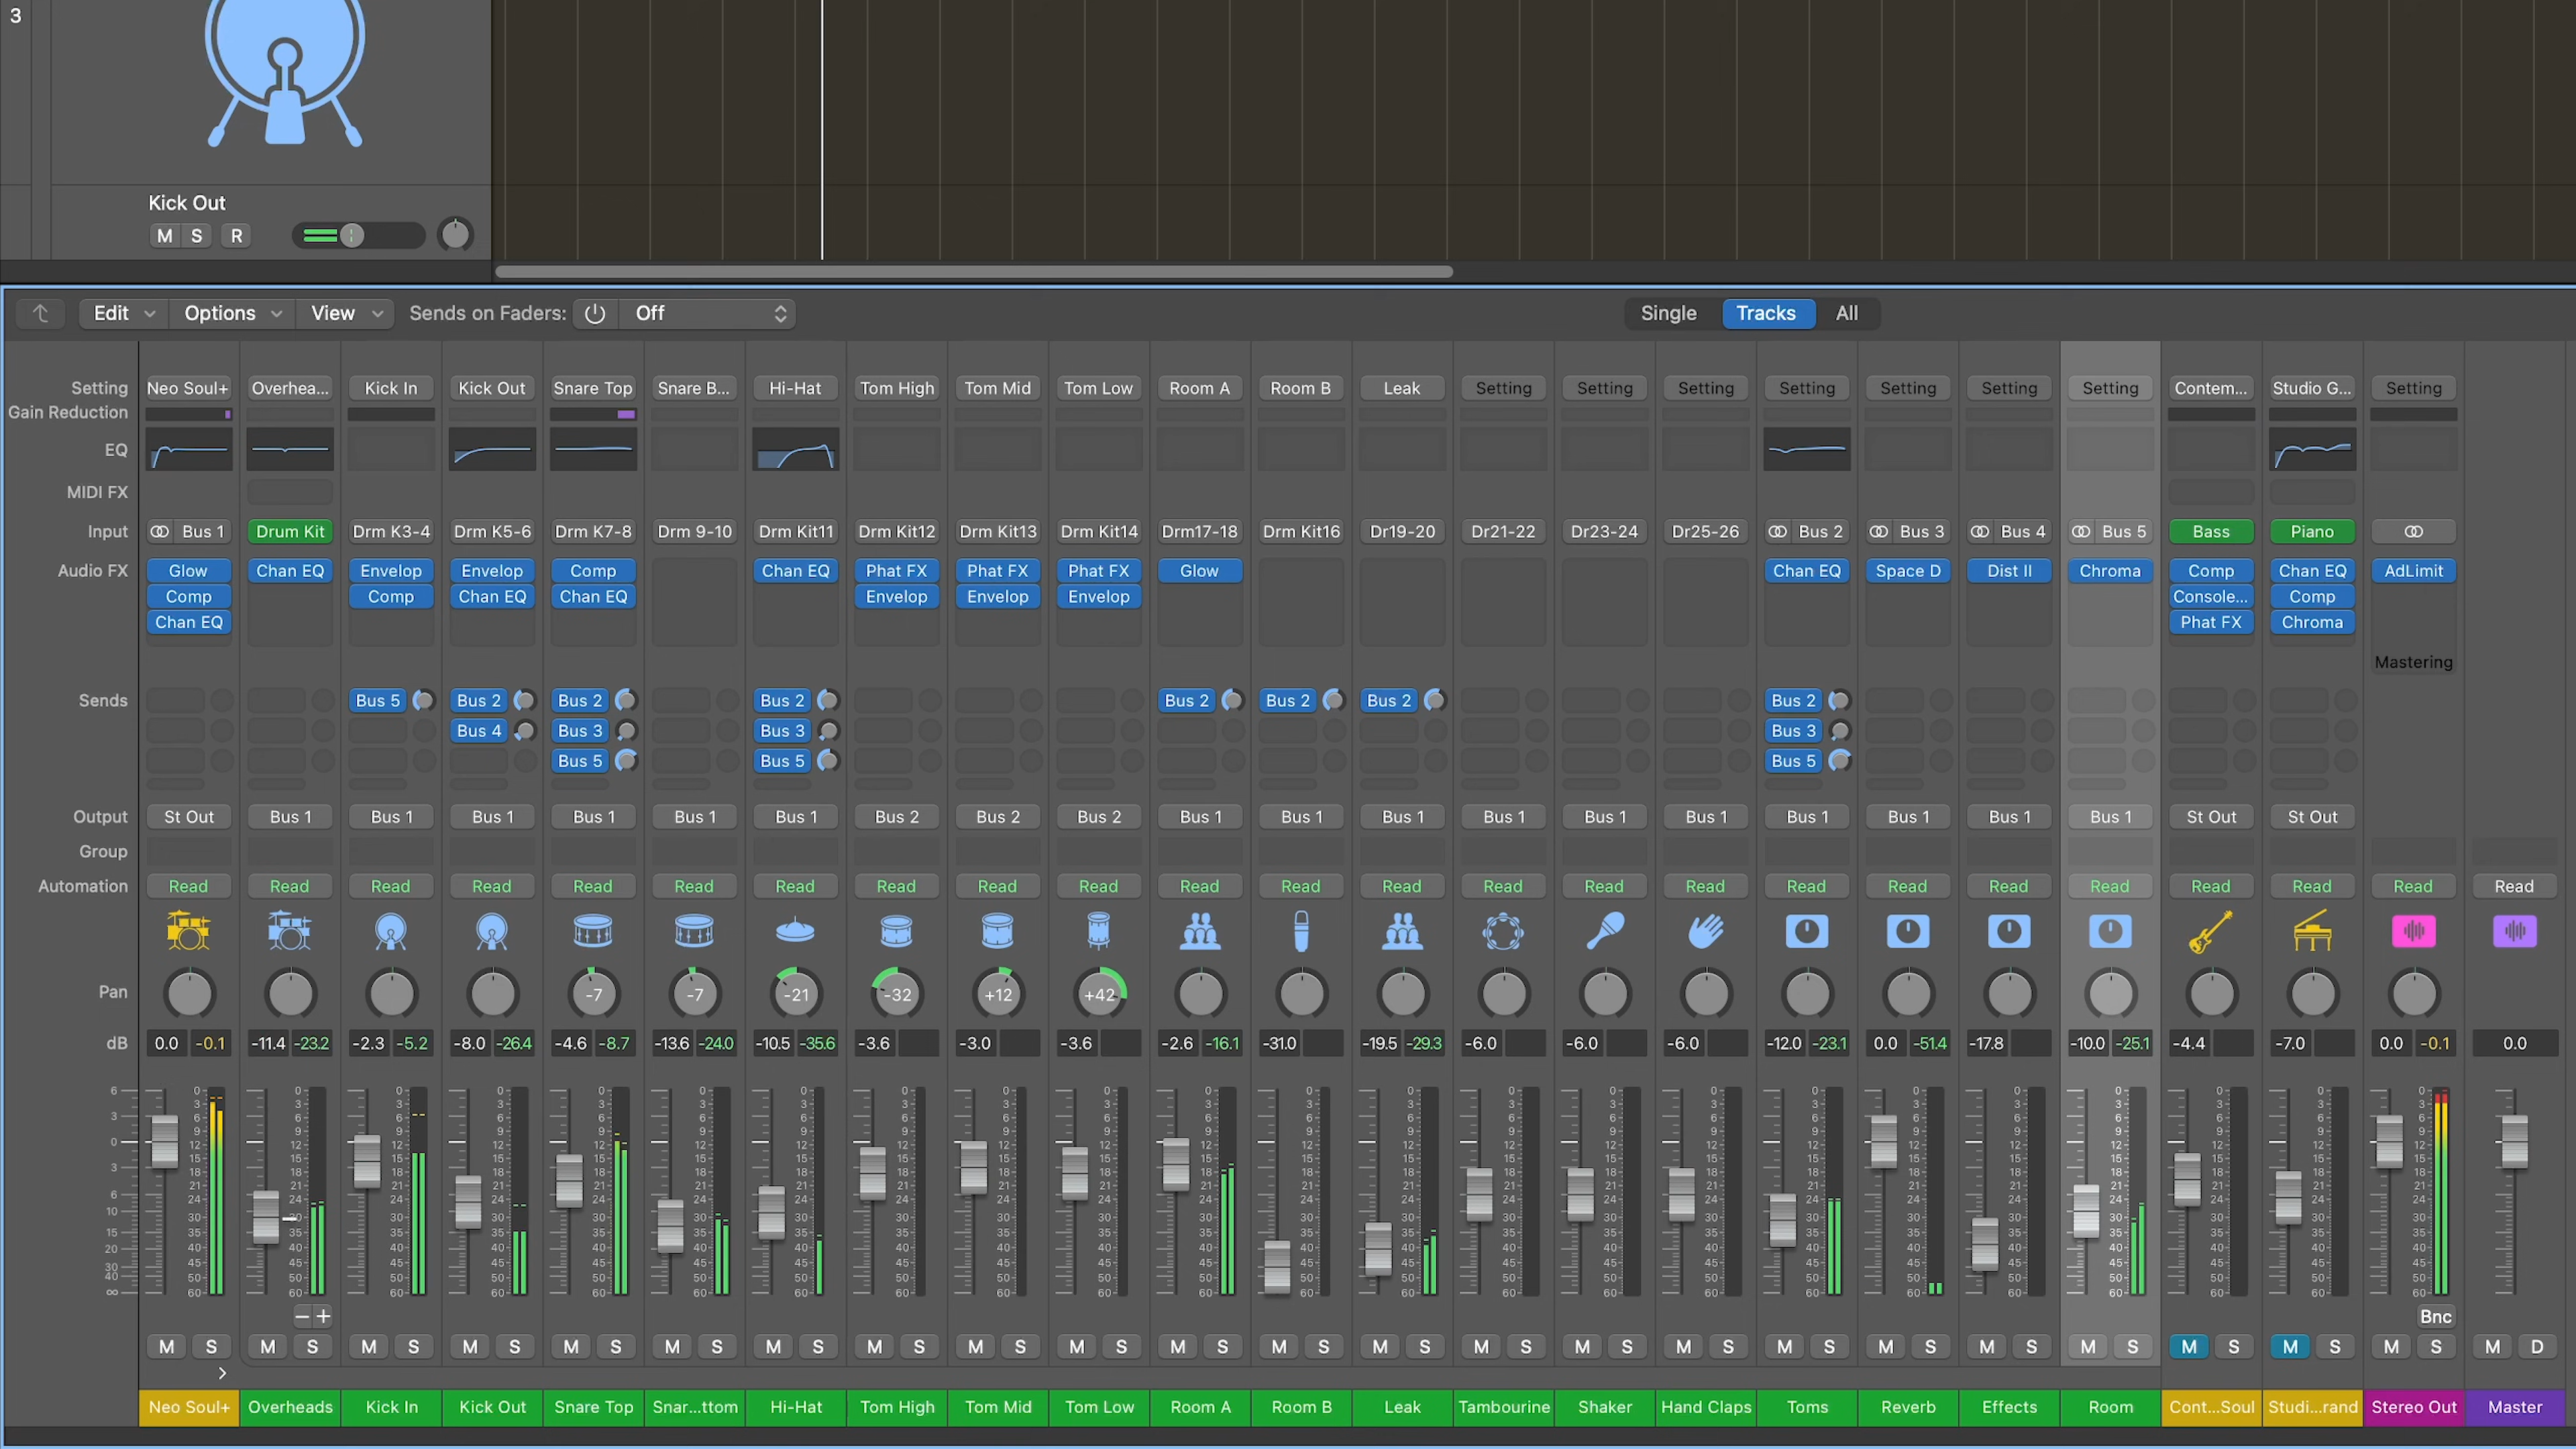 3
Kick Out
M S R
Edit Options View Sends on Faders: Off Single Tracks All
Setting Neo Soul+ Overhea... Kick In Kick Out Snare Top Snare B... Hi-Hat Tom High Tom Mid Tom Low Room A Room B Leak Setting Setting Setting Setting Setting Setting Setting Contem... Studio G... Setting
Gain Reduction
EQ
MIDI FX
Input Bus 1 Drum Kit Drm K3-4 Drm K5-6 Drm K7-8 Drm 9-10 Drm Kit11 Drm Kit12 Drm Kit13 Drm Kit14 Drm17-18 Drm Kit16 Dr19-20 Dr21-22 Dr23-24 Dr25-26 Bus 2 Bus 3 Bus 4 Bus 5 Bass Piano
Audio FX Glow Chan EQ Envelop Envelop Comp Chan EQ Phat FX Phat FX Phat FX Glow Chan EQ Space D Dist II Chroma Comp Chan EQ AdLimit
Comp Comp Chan EQ Chan EQ Envelop Envelop Envelop Console... Comp
Chan EQ Phat FX Chroma
Mastering
Sends Bus 5 Bus 2 Bus 2 Bus 2 Bus 2 Bus 2 Bus 2 Bus 2
Bus 4 Bus 3 Bus 3 Bus 3
Bus 5 Bus 5 Bus 5
Output St Out Bus 1 Bus 1 Bus 1 Bus 1 Bus 1 Bus 1 Bus 2 Bus 2 Bus 2 Bus 1 Bus 1 Bus 1 Bus 1 Bus 1 Bus 1 Bus 1 Bus 1 Bus 1 Bus 1 St Out St Out
Group
Automation Read Read Read Read Read Read Read Read Read Read Read Read Read Read Read Read Read Read Read Read Read Read Read Read
Pan -7 -7 -21 -32 +12 +42
dB 0.0 -0.1 -11.4 -23.2 -2.3 -5.2 -8.0 -26.4 -4.6 -8.7 -13.6 -24.0 -10.5 -35.6 -3.6 -3.0 -3.6 -2.6 -16.1 -31.0 -19.5 -29.3 -6.0 -6.0 -6.0 -12.0 -23.1 0.0 -51.4 -17.8 -10.0 -25.1 -4.4 -7.0 0.0 -0.1 0.0
Bnc
M S M S M S M S M S M S M S M S M S M S M S M S M S M S M S M S M S M S M S M S M S M S M S M D
Neo Soul+ Overheads Kick In Kick Out Snare Top Snar...ttom Hi-Hat Tom High Tom Mid Tom Low Room A Room B Leak Tambourine Shaker Hand Claps Toms Reverb Effects Room Cont...Soul Studi...rand Stereo Out Master